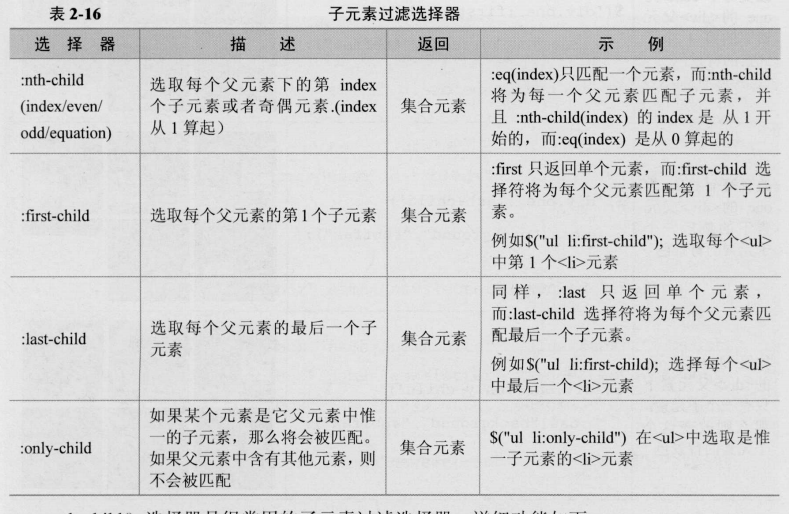 表 2-16 子元素过滤选择器
选 择 器 描 述 返回 示 例
:nth-child
(index/even/
odd/equation)
选取每个父元素下的第 index
个子元素或者奇偶元素.(index
从 1 算起）
集合元素
:eq(index)只匹配一个元素，而:nth-child
将为每一个父元素匹配子元素，并
且 :nth-child(index) 的 index 是 从 1 开
始的，而:eq(index) 是从 0 算起的
:first-child
选取每个父元素的第 1 个子元素
集合元素
:first 只返回单个元素，而:first-child 选
择符将为每个父元素匹配第 1 个子元
素。
例如$("ul li:first-child"); 选取每个<ul>
中第 1 个<li>元素
:last-child
选取每个父元素的最后一个子
元素
集合元素
同样，:last 只返回单个元素，
而:last-child 选择符将为每个父元素匹
配最后一个子元素。
例如$("ul li:first-child); 选择每个<ul>
中最后一个<li>元素
:only-child
如果某个元素是它父元素中惟
一的子元素，那么将会被匹配。
如果父元素中含有其他元素，则
不会被匹配
集合元素
$("ul li:only-child") 在<ul>中选取是惟
一子元素的<li>元素